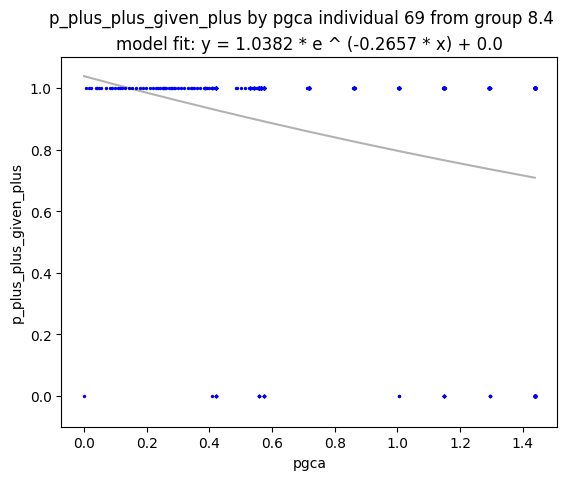 p_plus_plus_given_plus by pgca individual 69 from group 8.4
model fit: y = 1.0382 * e ^ (-0.2657 * x) + 0.0
1.0
0.8
0.6
0.4
0.2
0.0
p_plus_plus_given_plus
0.0 0.2 0.4 0.6 0.8 1.0 1.2 1.4
pgca